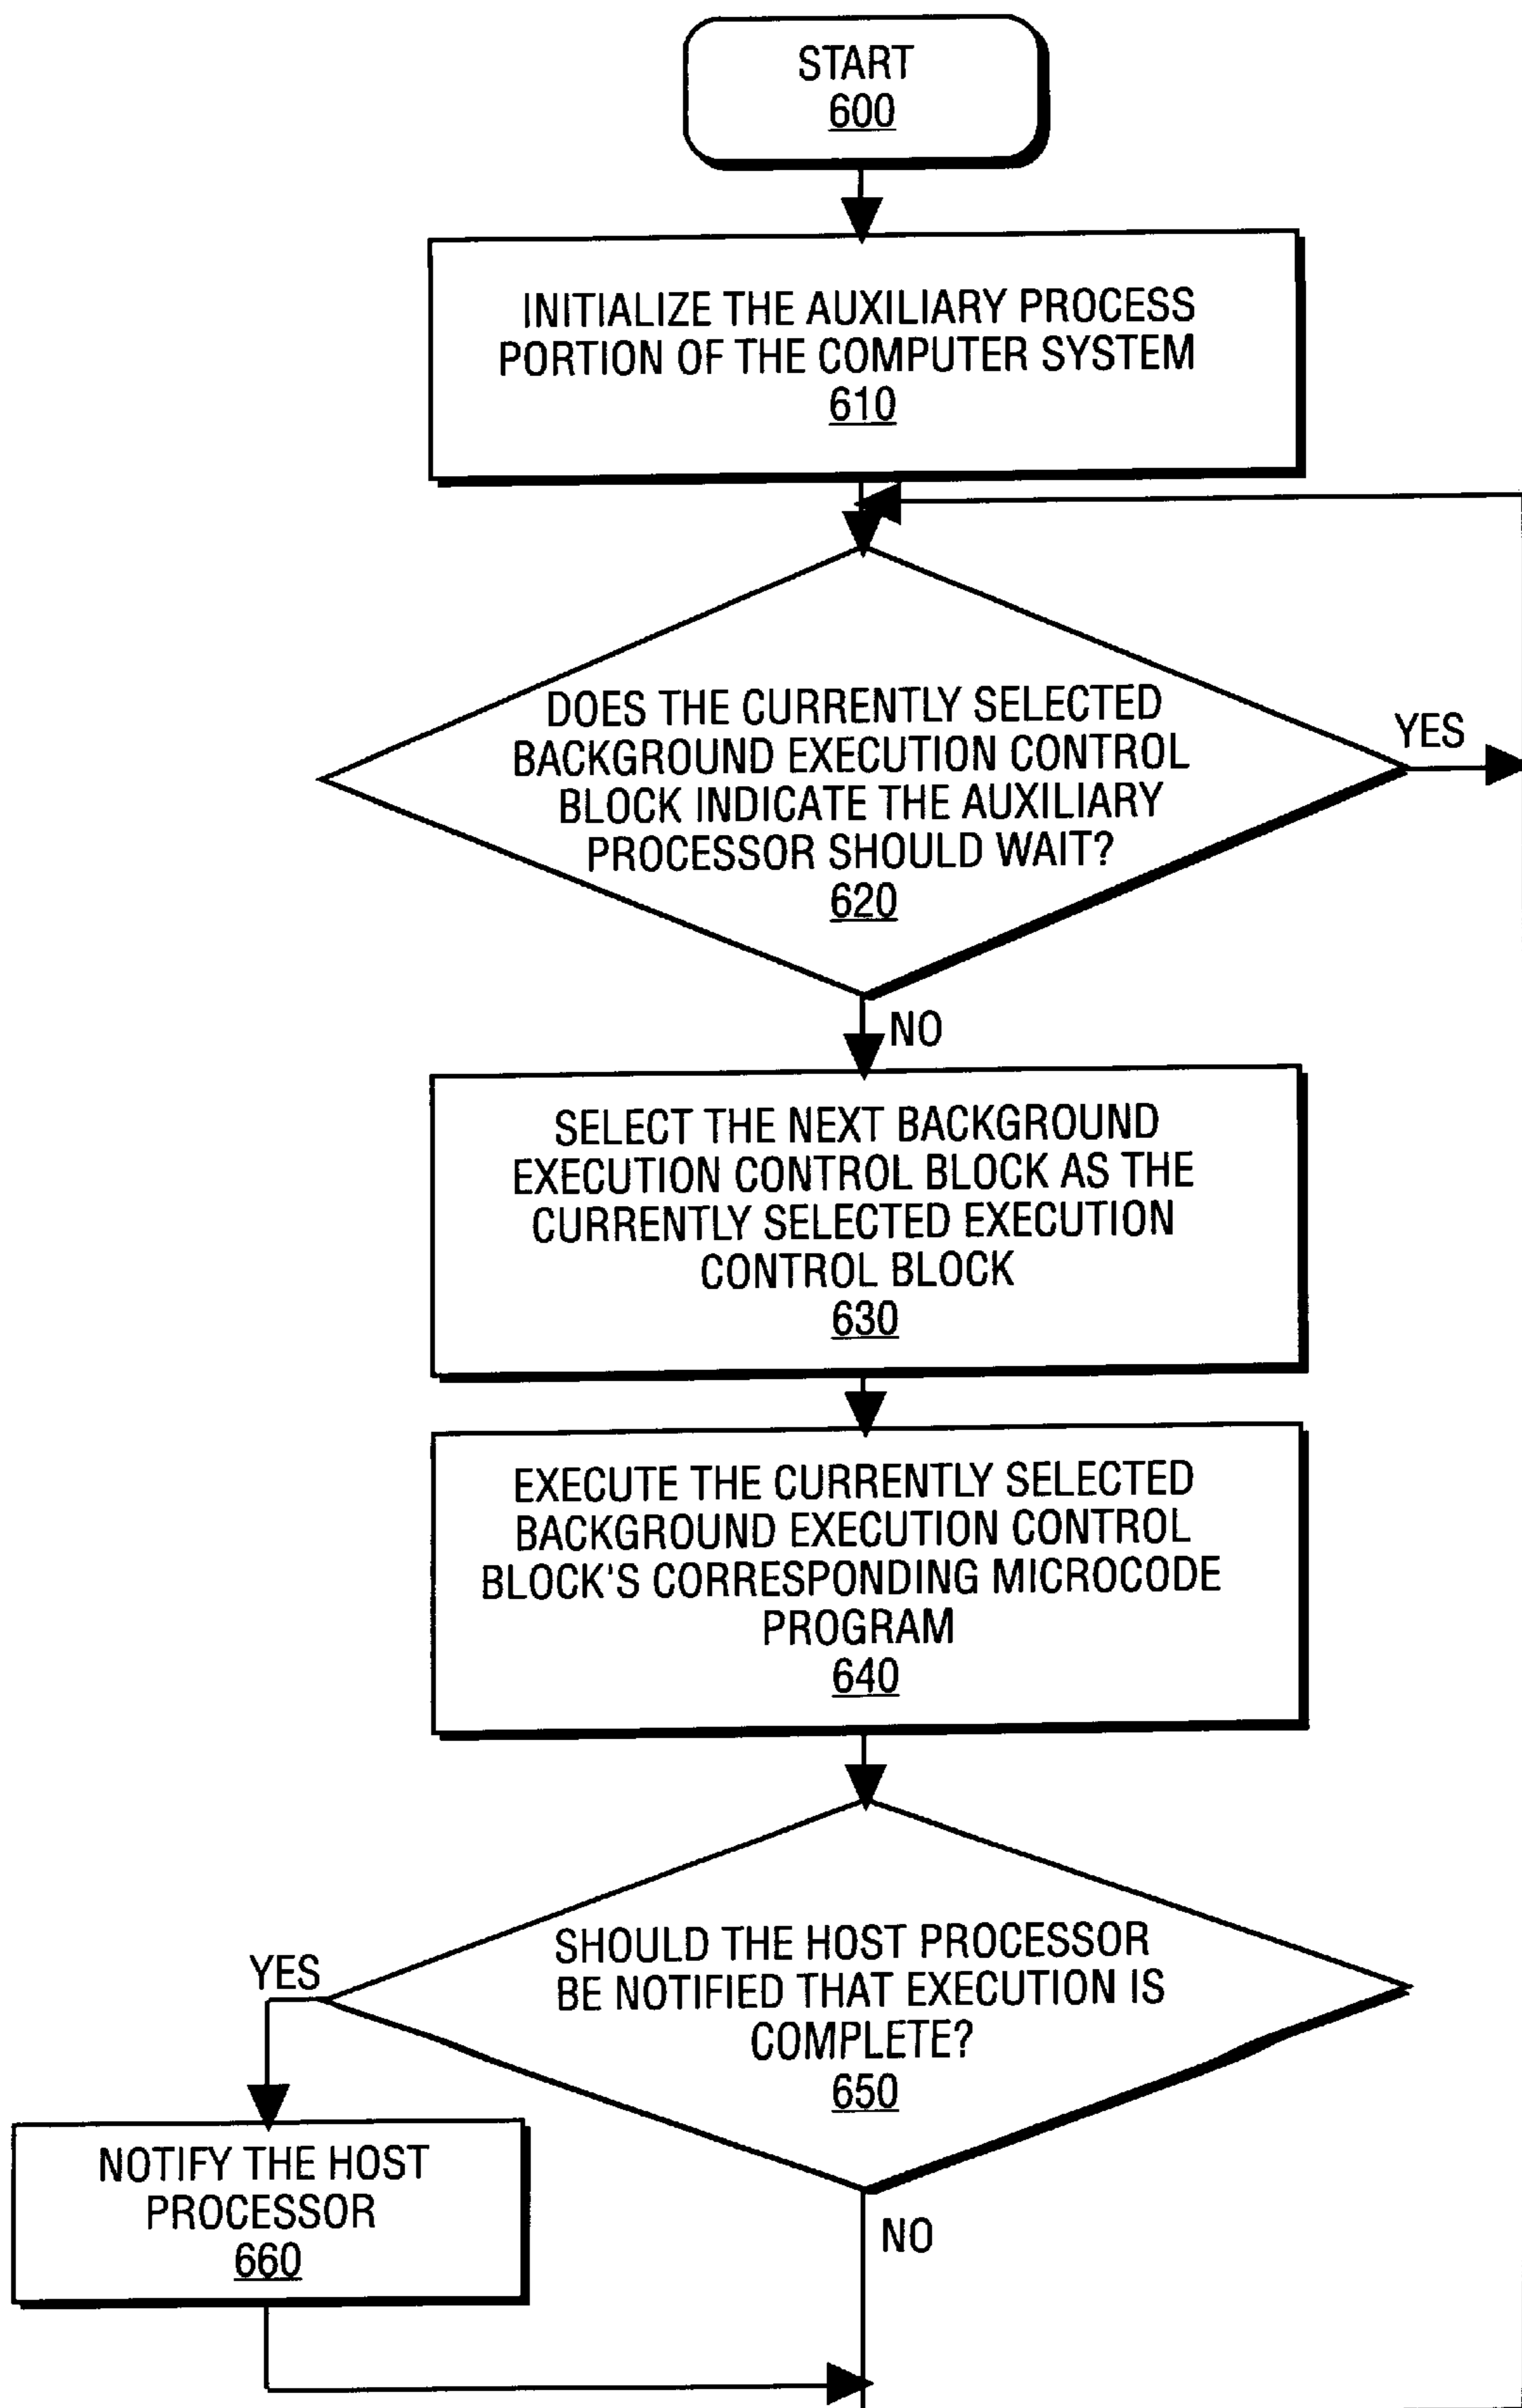 START
600
INITIALIZE THE AUXILIARY PROCESS
PORTION OF THE COMPUTER SYSTEM
610
DOES THE CURRENTLY SELECTED
BACKGROUND EXECUTION CONTROL
BLOCK INDICATE THE AUXILIARY
PROCESSOR SHOULD WAIT?
620
YES
NO
SELECT THE NEXT BACKGROUND
EXECUTION CONTROL BLOCK AS THE
CURRENTLY SELECTED EXECUTION
CONTROL BLOCK
630
EXECUTE THE CURRENTLY SELECTED
BACKGROUND EXECUTION CONTROL
BLOCK'S CORRESPONDING MICROCODE
PROGRAM
640
SHOULD THE HOST PROCESSOR
BE NOTIFIED THAT EXECUTION IS
COMPLETE?
650
YES
NO
NOTIFY THE HOST
PROCESSOR
660